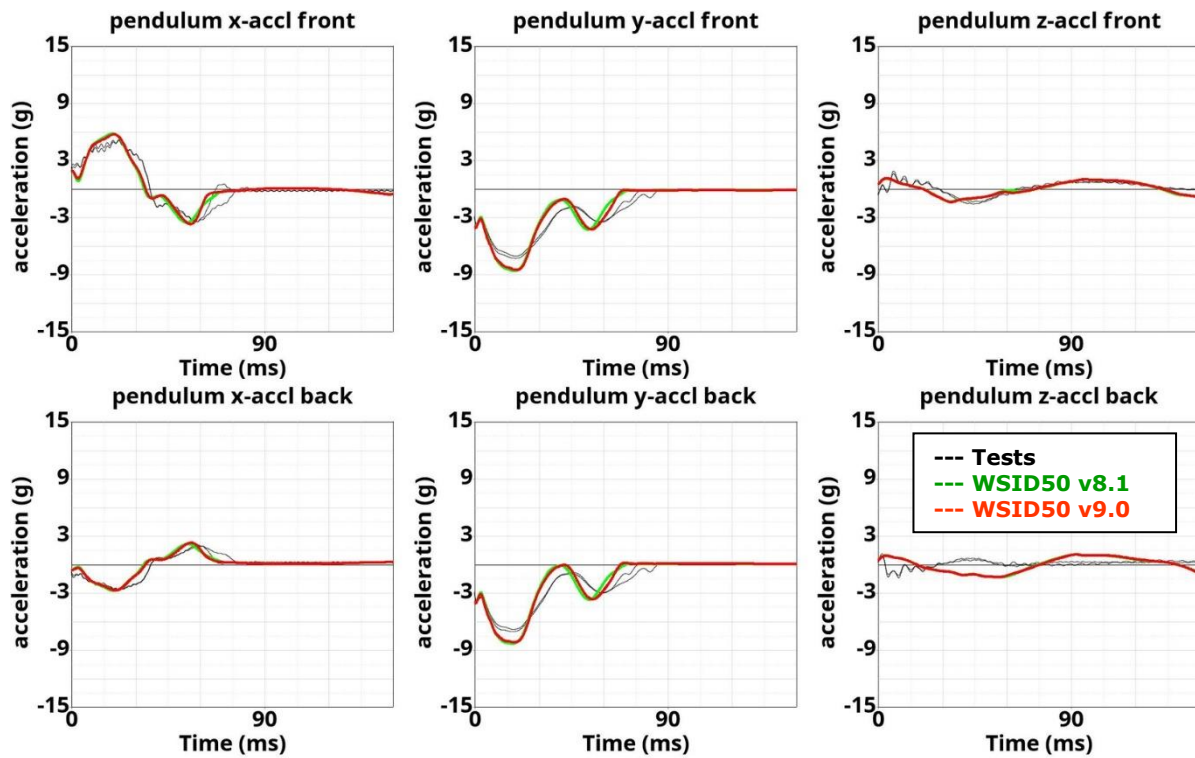 pendulum x-accl front
pendulum y-accl front
pendulum z-accl front
15
9
3
-3
-9
-15
acceleration (g)
0
90
Time (ms)
15
9
3
-3
-9
-15
acceleration (g)
0
90
Time (ms)
15
9
3
-3
-9
-15
acceleration (g)
0
90
Time (ms)
pendulum x-accl back
pendulum y-accl back
pendulum z-accl back
15
9
3
-3
-9
-15
acceleration (g)
0
90
Time (ms)
15
9
3
-3
-9
-15
acceleration (g)
0
90
Time (ms)
15
9
3
-3
-9
-15
acceleration (g)
0
90
Time (ms)
--- Tests
--- WSID50 v8.1
--- WSID50 v9.0